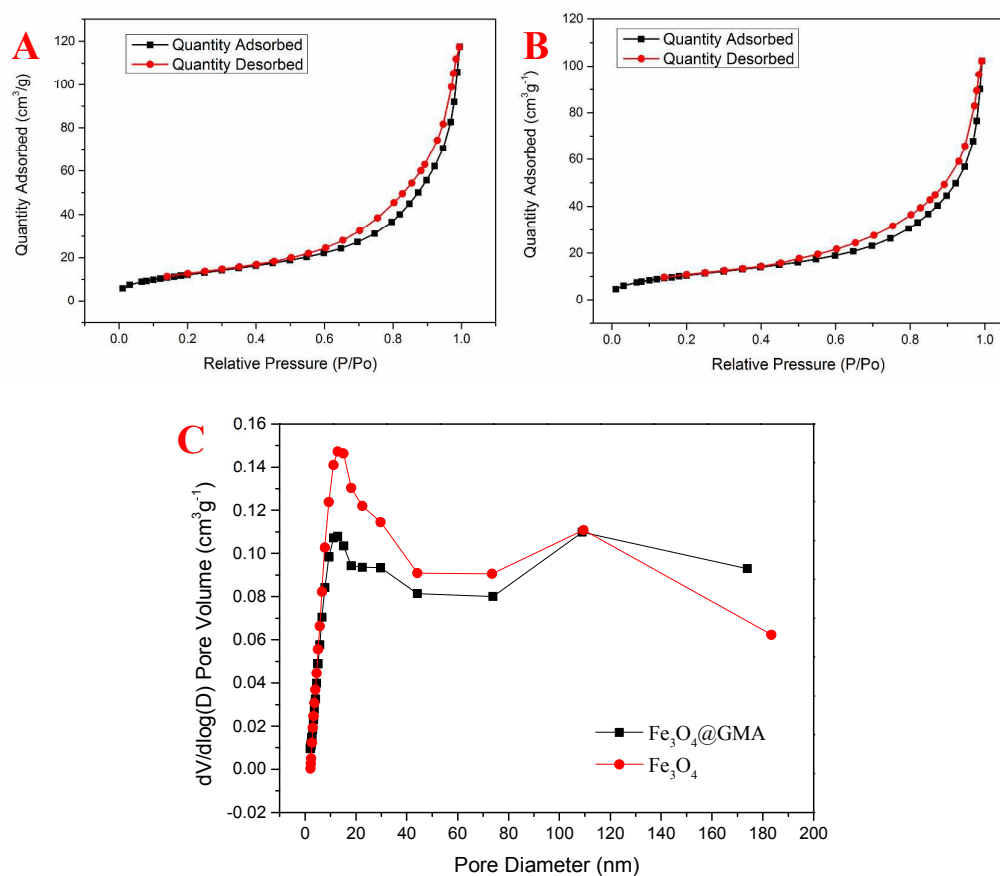 A
Quantity Adsorbed
Quantity Desorbed
Quantity Adsorbed (cm³/g)
120
100
80
60
40
20
0
0.0 0.2 0.4 0.6 0.8 1.0
Relative Pressure (P/Po)
B
Quantity Adsorbed
Quantity Desorbed
Quantity Adsorbed (cm³g⁻¹)
120
100
80
60
40
20
0
0.0 0.2 0.4 0.6 0.8 1.0
Relative Pressure (P/Po)
C
dV/dlog(D) Pore Volume (cm³g⁻¹)
0.16
0.14
0.12
0.10
0.08
0.06
0.04
0.02
0.00
-0.02
Fe₃O₄@GMA
Fe₃O₄
0 20 40 60 80 100 120 140 160 180 200
Pore Diameter (nm)